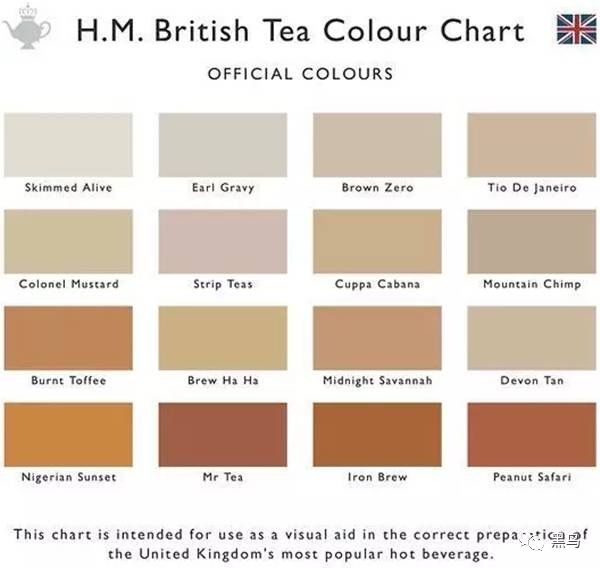 H.M. British Tea Colour Chart
OFFICIAL COLOURS
Skimmed Alive
Earl Gravy
Brown Zero
Tio De Janeiro
Colonel Mustard
Strip Teas
Cuppa Cabana
Mountain Chimp
Burnt Toffee
Brew Ha Ha
Midnight Savannah
Devon Tan
Nigerian Sunset
Mr Tea
Iron Brew
Peanut Safari
This chart is intended for use as a visual aid in the correct preparation of
the United Kingdom's most popular hot beverage.
黑鸟